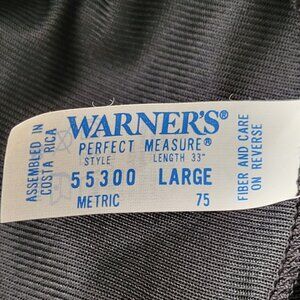 ASSEMBLED IN
COSTA RICA
WARNER'S®
PERFECT MEASURE®
STYLE LENGTH 33"
55300 LARGE
METRIC 75
FIBER AND CARE
ON REVERSE